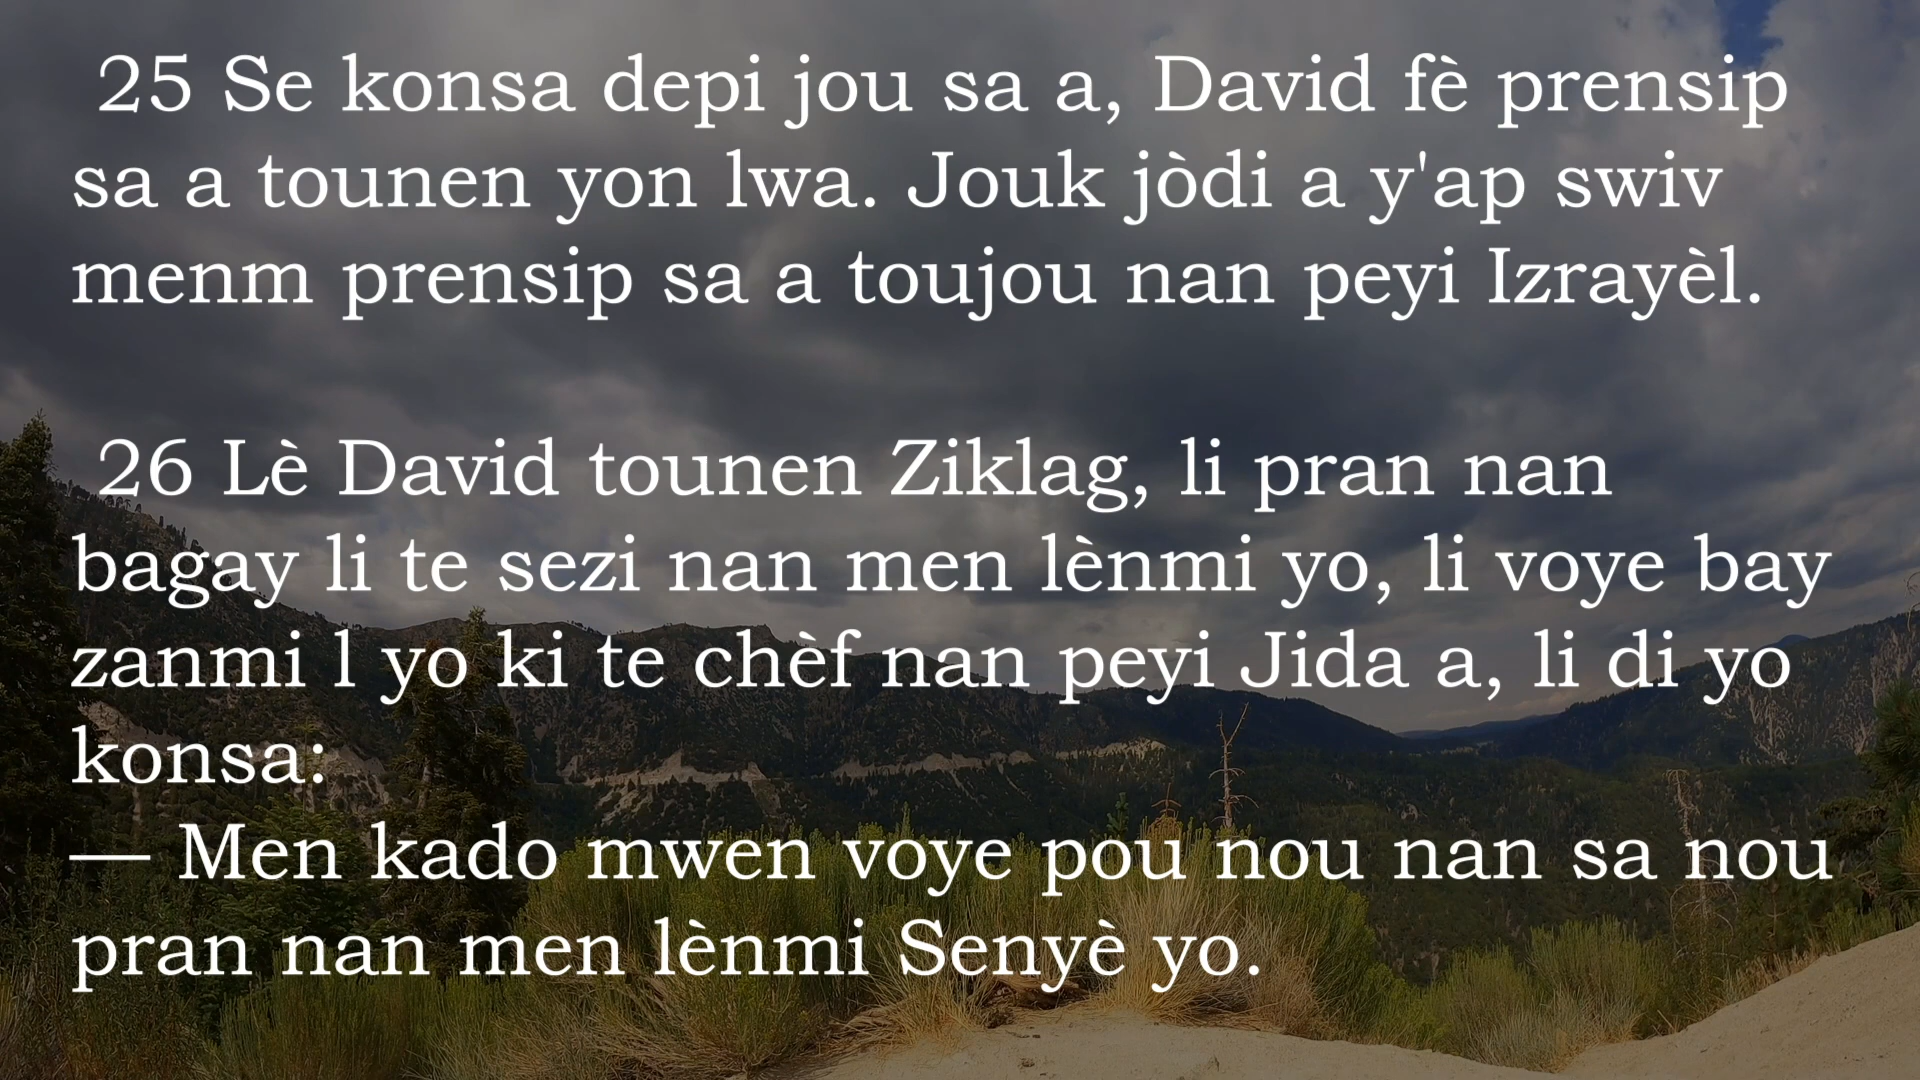 25 Se konsa depi jou sa a, David fè prensip
sa a tounen yon lwa. Jouk jòdi a y'ap swiv
menm prensip sa a toujou nan peyi Izrayèl.
26 Lè David tounen Ziklag, li pran nan
bagay li te sezi nan men lènmi yo, li voye bay
zanmi l yo ki te chèf nan peyi Jida a, li di yo
konsa:
— Men kado mwen voye pou nou nan sa nou
pran nan men lènmi Senyè yo.